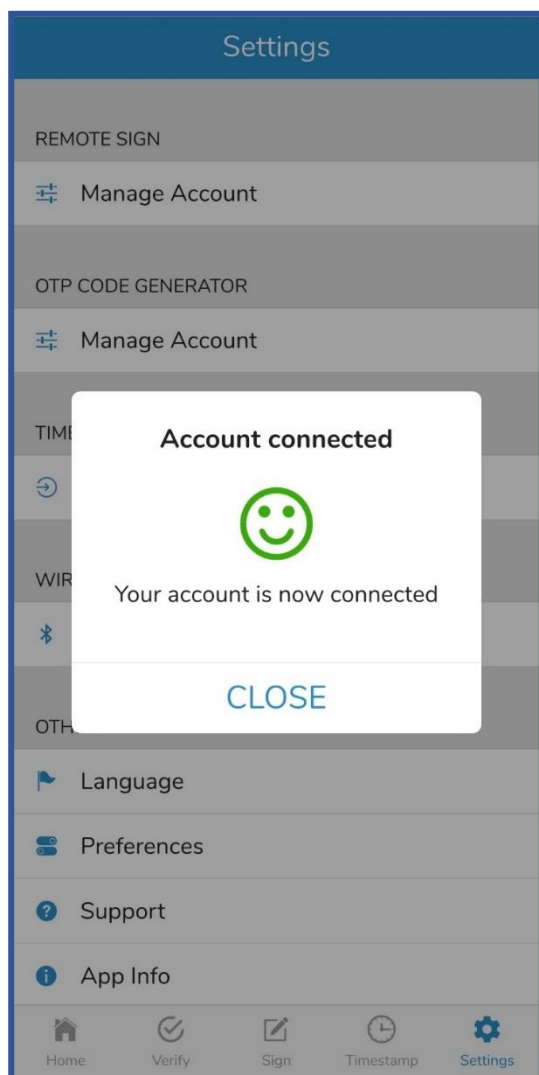 Settings
REMOTE SIGN
Manage Account
OTP CODE GENERATOR
Manage Account
TIME
Account connected
WIR
Your account is now connected
CLOSE
OTH
Language
Preferences
Support
App Info
Home Verify Sign Timestamp Settings